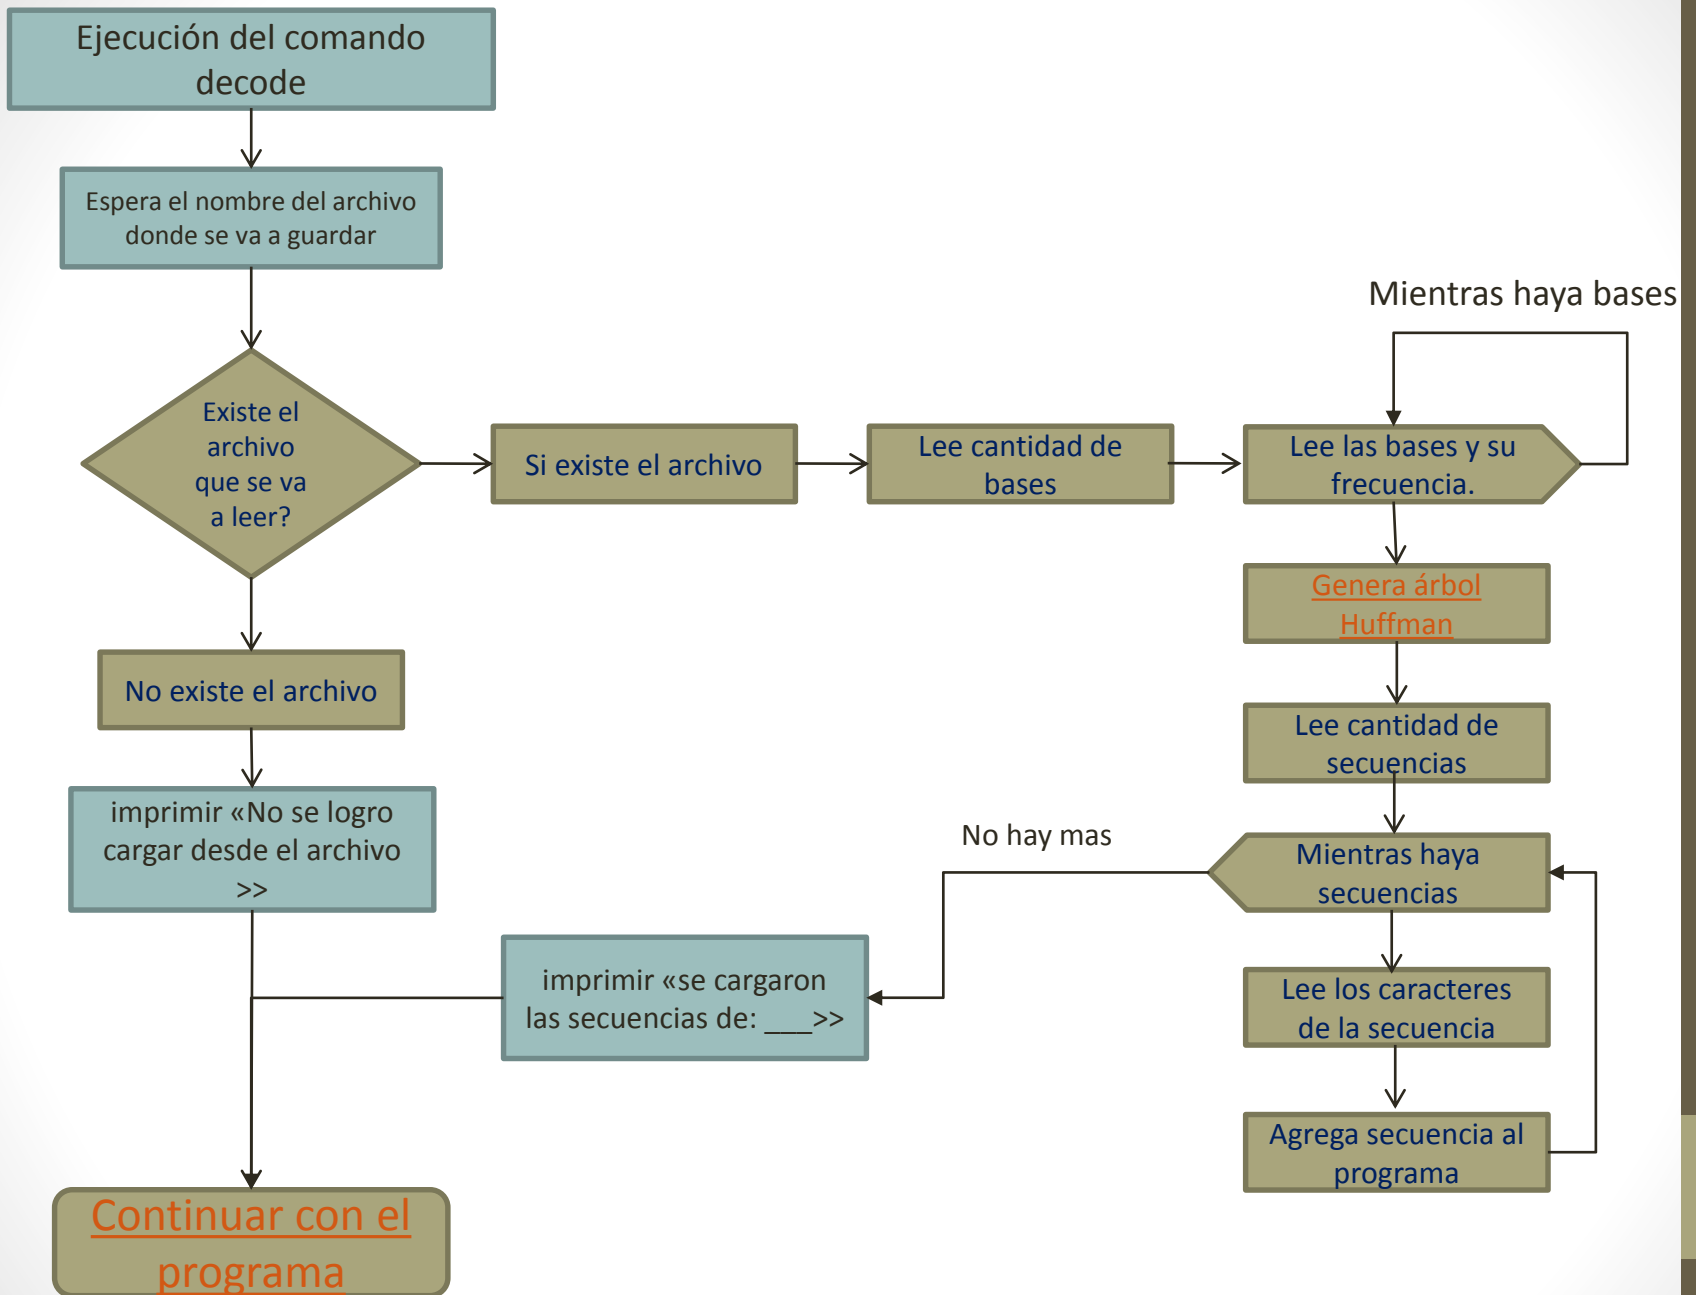 Ejecución del comando
decode
Espera el nombre del archivo
donde se va a guardar
Existe el
archivo
que se va
a leer?
Si existe el archivo
Lee cantidad de
bases
Mientras haya bases
Lee las bases y su
frecuencia.
Genera árbol
Huffman
Lee cantidad de
secuencias
Mientras haya
secuencias
No hay mas
Lee los caracteres
de la secuencia
Agrega secuencia al
programa
imprimir «se cargaron
las secuencias de: ___>>
No existe el archivo
imprimir «No se logro
cargar desde el archivo
>>
Continuar con el
programa